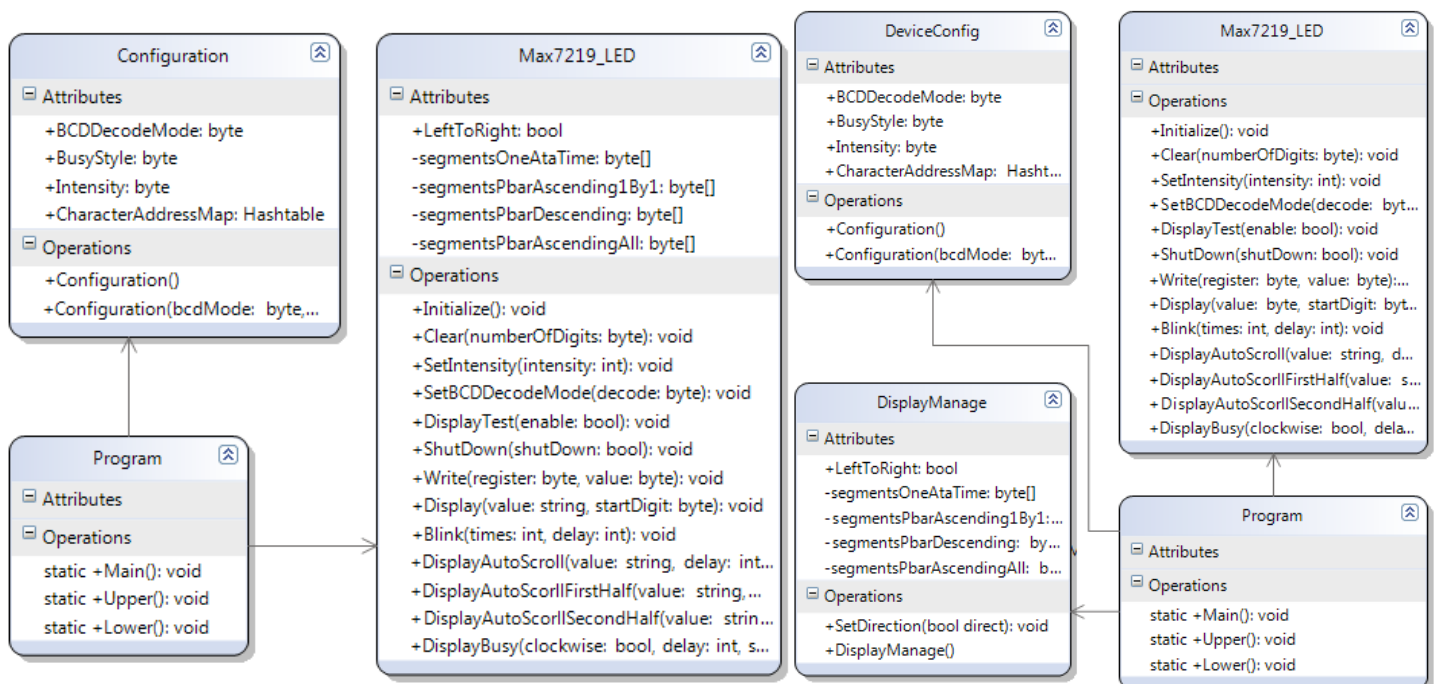 Configuration
Attributes
+BCDDecodeMode: byte
+BusyStyle: byte
+Intensity: byte
+CharacterAddressMap: Hashtable
Operations
+Configuration()
+Configuration(bcdMode: byte,...
Program
Attributes
Operations
static +Main(): void
static +Upper(): void
static +Lower(): void
Max7219_LED
Attributes
+LeftToRight: bool
-segmentsOneAtaTime: byte[]
-segmentsPbarAscending1By1: byte[]
-segmentsPbarDescending: byte[]
-segmentsPbarAscendingAll: byte[]
Operations
+Initialize(): void
+Clear(numberOfDigits: byte): void
+SetIntensity(intensity: int): void
+SetBCDDecodeMode(decode: byte): void
+DisplayTest(enable: bool): void
+ShutDown(shutDown: bool): void
+Write(register: byte, value: byte): void
+Display(value: string, startDigit: byte): void
+Blink(times: int, delay: int): void
+DisplayAutoScroll(value: string, delay: int...
+DisplayAutoScorllFirstHalf(value: string,...
+DisplayAutoScorllSecondHalf(value: strin...
+DisplayBusy(clockwise: bool, delay: int, s...
DeviceConfig
Attributes
+BCDDecodeMode: byte
+BusyStyle: byte
+Intensity: byte
+CharacterAddressMap: Hasht...
Operations
+Configuration()
+Configuration(bcdMode: byt...
DisplayManage
Attributes
+LeftToRight: bool
-segmentsOneAtaTime: byte[]
-segmentsPbarAscending1By1:...
-segmentsPbarDescending: by...
-segmentsPbarAscendingAll: b...
Operations
+SetDirection(bool direct): void
+DisplayManage()
Max7219_LED
Attributes
Operations
+Initialize(): void
+Clear(numberOfDigits: byte): void
+SetIntensity(intensity: int): void
+SetBCDDecodeMode(decode: byt...
+DisplayTest(enable: bool): void
+ShutDown(shutDown: bool): void
+Write(register: byte, value: byte):...
+Display(value: byte, startDigit: byt...
+Blink(times: int, delay: int): void
+DisplayAutoScroll(value: string, d...
+DisplayAutoScorllFirstHalf(value: s...
+DisplayAutoScorllSecondHalf(valu...
+DisplayBusy(clockwise: bool, dela...
Program
Attributes
Operations
static +Main(): void
static +Upper(): void
static +Lower(): void